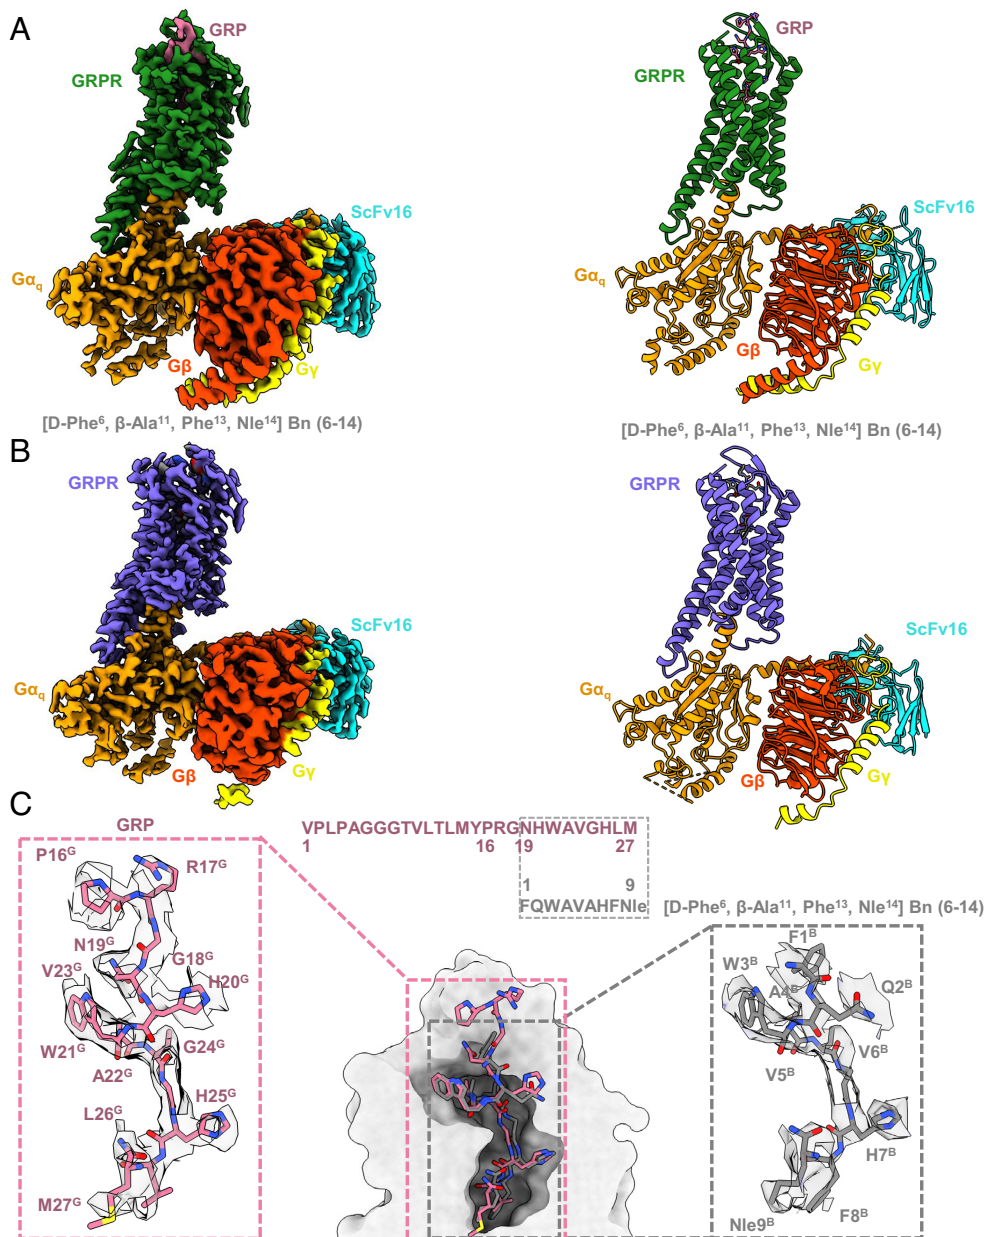 A
GRP
GRPR
ScFv16
Gαq
Gβ
Gγ
GRP
GRPR
ScFv16
Gαq
Gβ
Gγ
[D-Phe⁶, β-Ala¹¹, Phe¹³, Nle¹⁴] Bn (6-14)
[D-Phe⁶, β-Ala¹¹, Phe¹³, Nle¹⁴] Bn (6-14)
B
GRPR
ScFv16
Gαq
Gβ
Gγ
GRPR
ScFv16
Gαq
Gβ
Gγ
C
GRP
VPLPAGGGTVLTLMYPRGNHWAVGHLM
1 16 19 27
1 9
FQWAVAHFNle
[D-Phe⁶, β-Ala¹¹, Phe¹³, Nle¹⁴] Bn (6-14)
P16ᴳ
R17ᴳ
N19ᴳ
G18ᴳ
V23ᴳ
H20ᴳ
W21ᴳ
G24ᴳ
A22ᴳ
H25ᴳ
L26ᴳ
M27ᴳ
F1ᴮ
W3ᴮ
A4ᴮ
Q2ᴮ
V6ᴮ
V5ᴮ
H7ᴮ
F8ᴮ
Nle9ᴮ